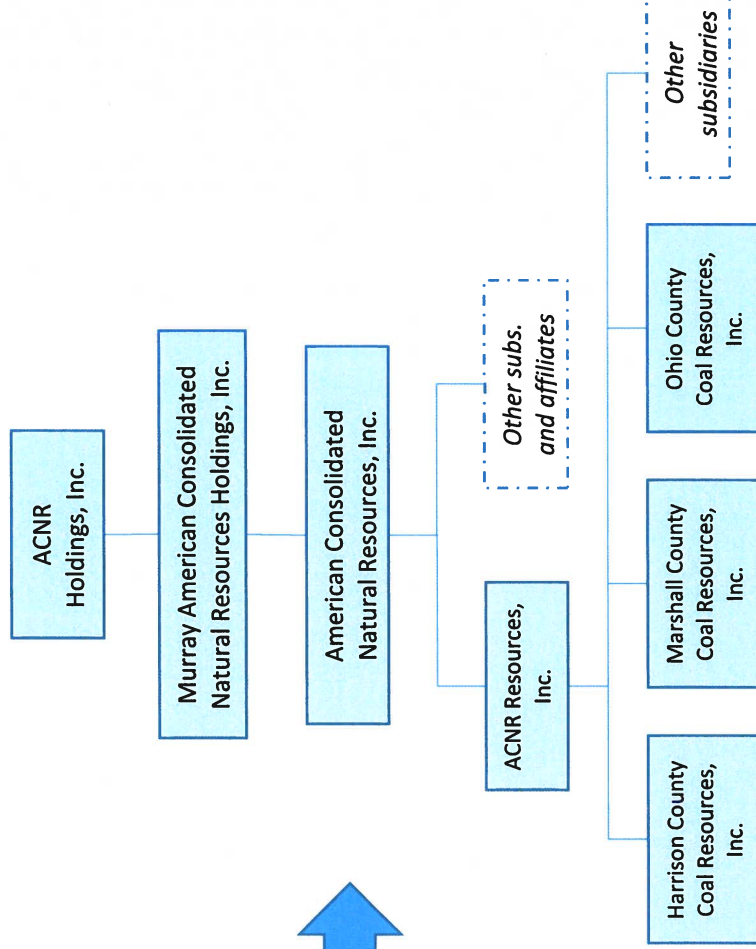 ACNR
Holdings, Inc.
Murray American Consolidated
Natural Resources Holdings, Inc.
American Consolidated
Natural Resources, Inc.
ACNR Resources,
Inc.
Other subs.
and affiliates
Harrison County
Coal Resources,
Inc.
Marshall County
Coal Resources,
Inc.
Ohio County
Coal Resources,
Inc.
Other
subsidiaries